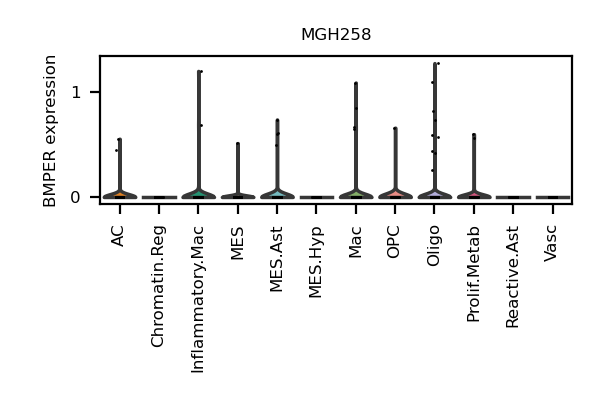 MGH258
BMPER expression
1
0
AC
Chromatin.Reg
Inflammatory.Mac
MES
MES.Ast
MES.Hyp
Mac
OPC
Oligo
Prolif.Metab
Reactive.Ast
Vasc